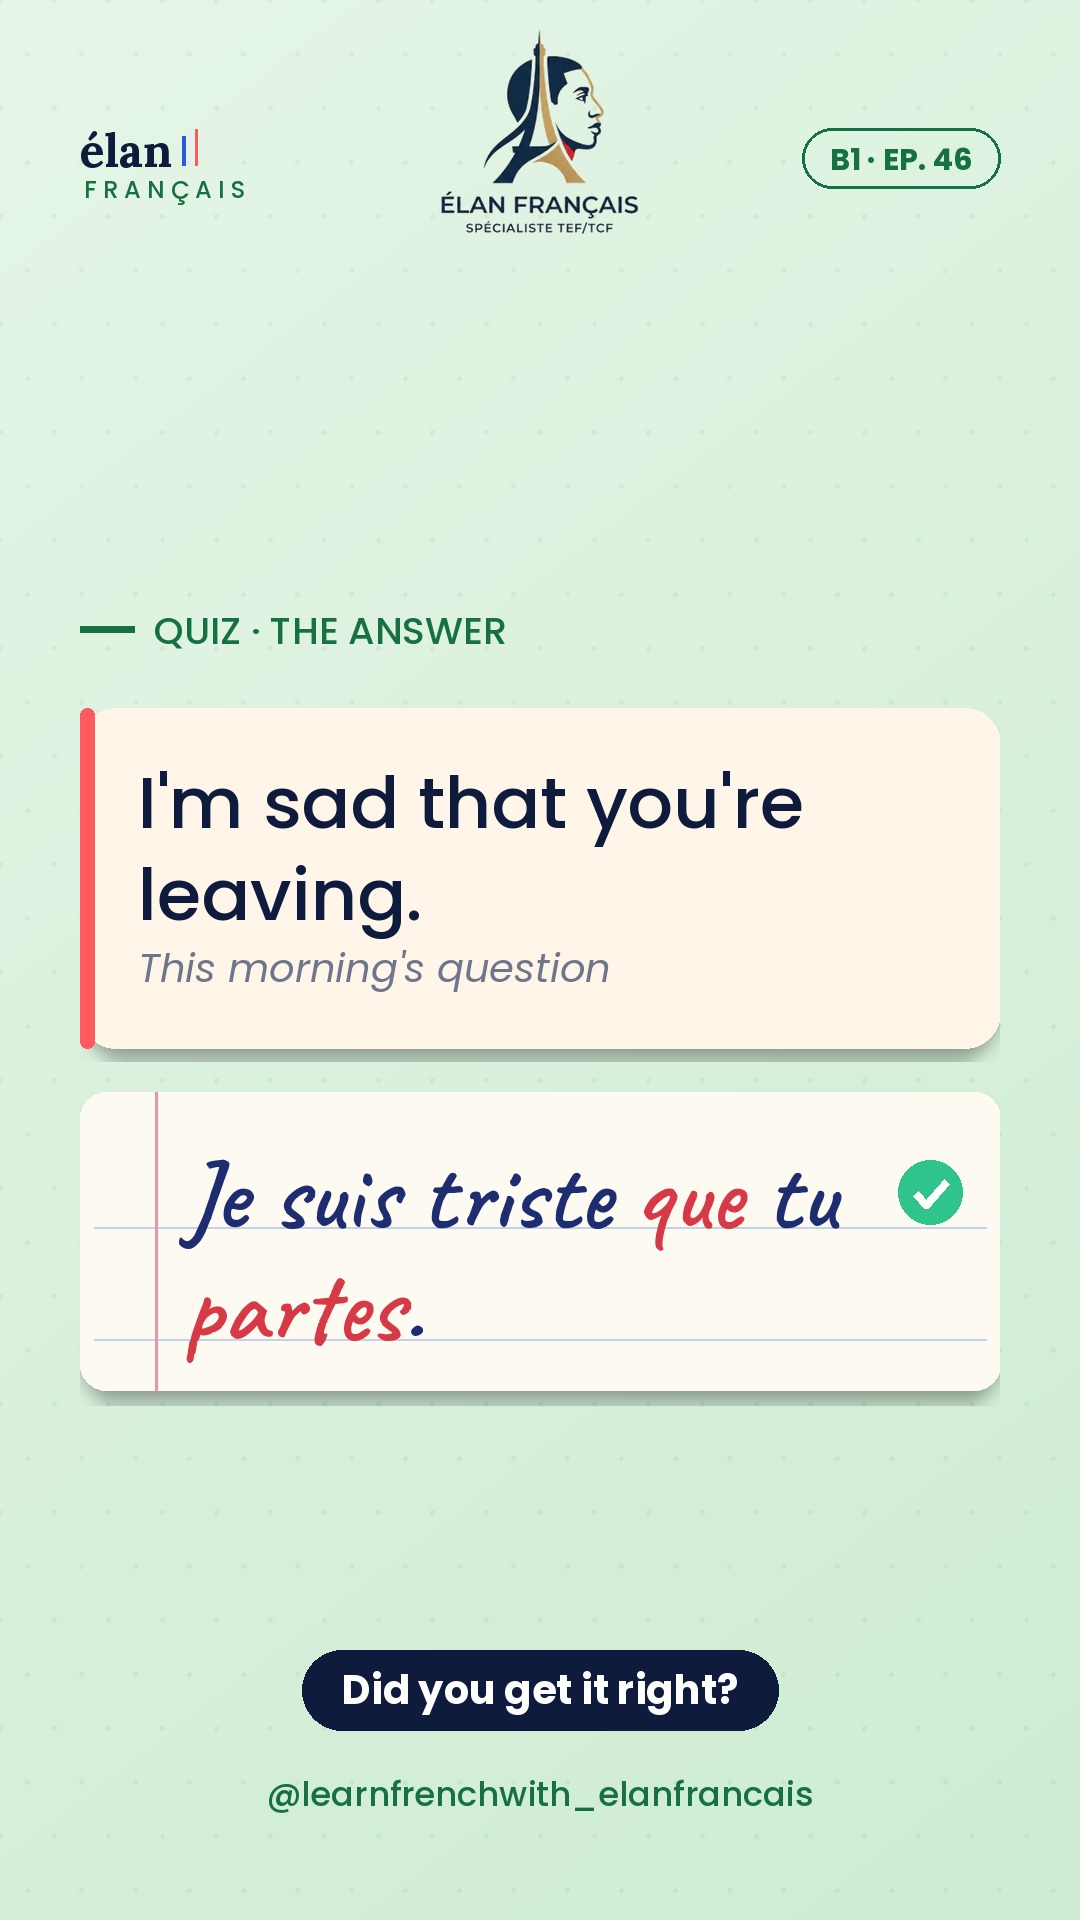 élan
FRANÇAIS
ÉLAN FRANÇAIS
SPÉCIALISTE TEF/TCF
B1 · EP. 46
QUIZ · THE ANSWER
I'm sad that you're
leaving.
This morning's question
Je suis triste que tu
partes.
Did you get it right?
@learnfrenchwith_elanfrancais